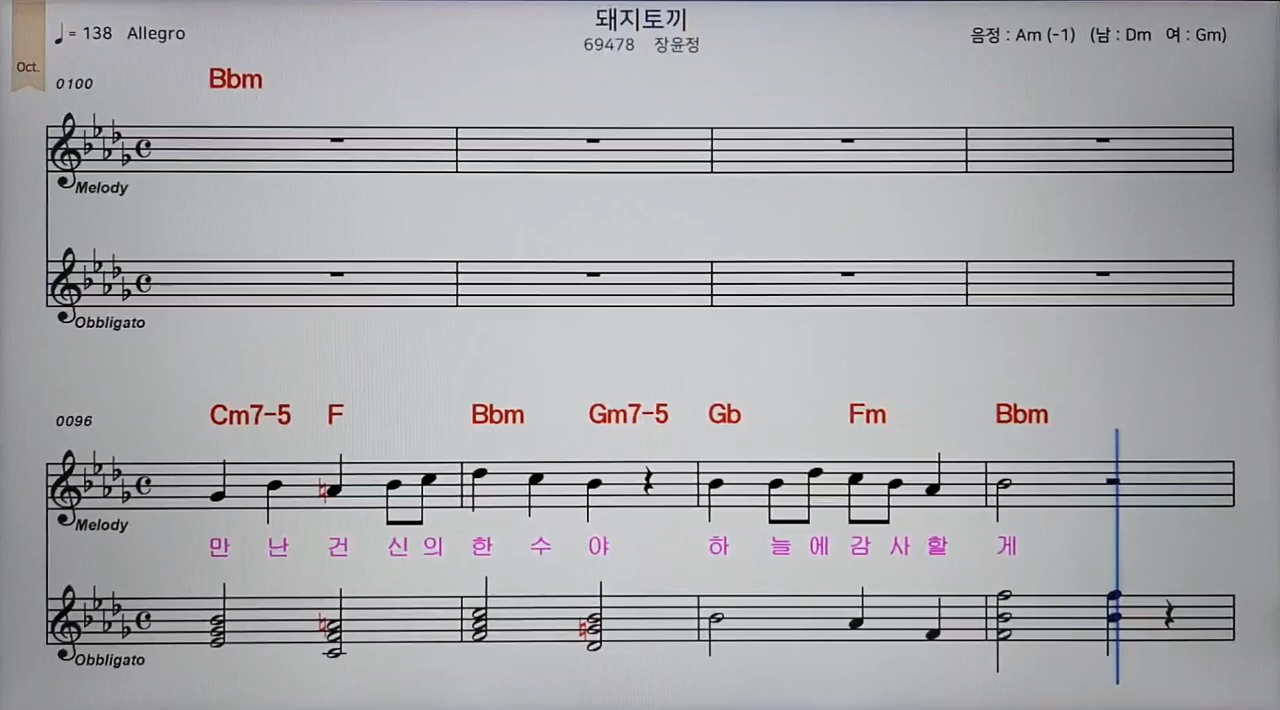 돼지토끼
♩= 138 Allegro
69478 장윤정
음정 : Am (-1) (남 : Dm 여 : Gm)
Oct.
0100
Bbm
Melody
Obbligato
0096
Cm7-5 F Bbm Gm7-5 Gb Fm Bbm
Melody
만 난 건 신 의 한 수 야 하 늘 에 감 사 할 게
Obbligato